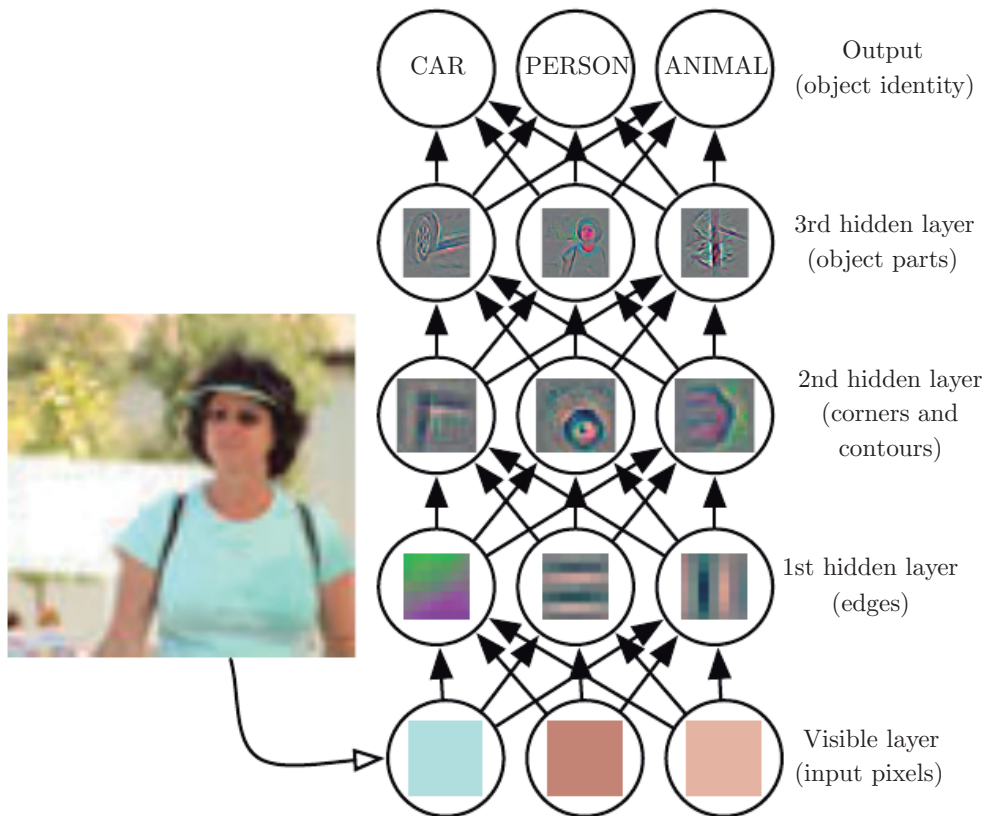 CAR PERSON ANIMAL
Output
(object identity)
3rd hidden layer
(object parts)
2nd hidden layer
(corners and
contours)
1st hidden layer
(edges)
Visible layer
(input pixels)